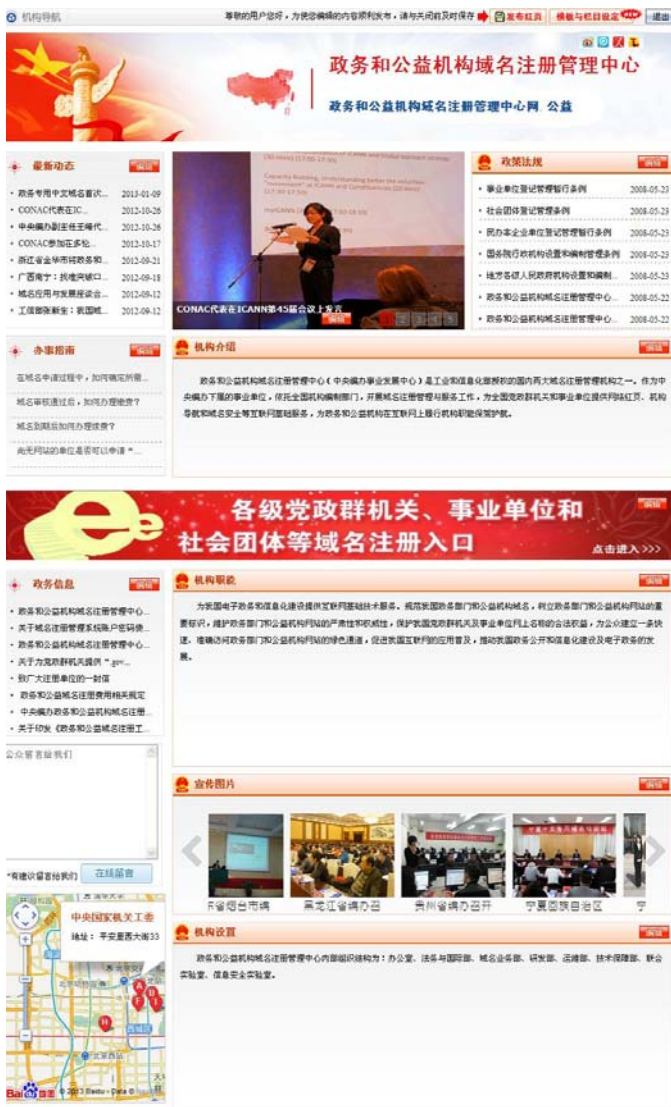 机构导航
尊敬的用户您好，为使您编辑的内容顺利发布，请与关闭前及时保存
发布红页
模板与栏目设定
退出
政务和公益机构域名注册管理中心
政务和公益机构域名注册管理中心网.公益
最新动态
编辑
政务专用中文域名首次... 2013-01-09
CONAC代表在IC... 2012-10-26
中央编办副主任王峰代... 2012-10-26
CONAC参加在多伦... 2012-10-17
浙江省金华市将政务和... 2012-09-21
广西南宁：找准突破口... 2012-09-18
域名应用与发展座谈会... 2012-09-12
工信部张新生：我国域... 2012-09-12
CONAC代表在ICANN第45届会议上发言
编辑
1 2 3 4 5
政策法规
编辑
事业单位登记管理暂行条例 2008-05-23
社会团体登记管理条例 2008-05-23
民办非企业单位登记管理暂行条例 2008-05-23
国务院行政机构设置和编制管理条例 2008-05-23
地方各级人民政府机构设置和编制... 2008-05-23
政务和公益机构域名注册管理中心... 2008-05-22
政务和公益机构域名注册管理中心... 2008-05-22
办事指南
编辑
在域名申请过程中，如何确定所需...
域名审核通过后，如何办理缴费？
域名到期后如何办理续费？
尚无网站的单位是否可以申请“...
机构介绍
编辑
政务和公益机构域名注册管理中心（中央编办事业发展中心）是工业和信息化部授权的国内两大域名注册管理机构之一。作为中
央编办下属的事业单位，依托全国机构编制部门，开展域名注册管理与服务工作，为全国党政群机关和事业单位提供网络红页、机构
导航和域名安全等互联网基础服务，为政务和公益机构在互联网上履行机构职能保驾护航。
各级党政群机关、事业单位和
社会团体等域名注册入口
编辑
点击进入>>>
政务信息
编辑
政务和公益机构域名注册管理中心...
关于域名注册管理系统账户密码使...
政务和公益机构域名注册管理中心...
关于为党政群机关提供“.gov...
致广大注册单位的一封信
政务和公益域名注册费用相关规定
中央编办政务和公益机构域名注册...
关于印发《政务和公益域名注册工...
机构职能
编辑
为我国电子政务和信息化建设提供互联网基础技术服务。规范我国政务部门和公益机构域名，树立政务部门和公益机构网站的重
要标识，维护政务部门和公益机构网站的严肃性和权威性，保护我国党政群机关及事业单位网上名称的合法权益，为公众建立一条快
速、准确访问政务部门和公益机构网站的绿色通道，促进我国互联网的应用普及，推动我国政务公开和信息化建设及电子政务的发
展。
公众留言给我们
*有建议留言给我们
在线留言
宣传图片
编辑
东省烟台市编
黑龙江省编办召
贵州省编办召开
宁夏回族自治区
宁
中央国家机关工委
地址：平安里西大街33
西城区
北京西站
Bai 地图
© 2013 Baidu - Data ©
机构设置
编辑
政务和公益机构域名注册管理中心内部组织结构为：办公室、法务与国际部、域名业务部、研发部、运维部、技术保障部、联合
实验室、信息安全实验室。